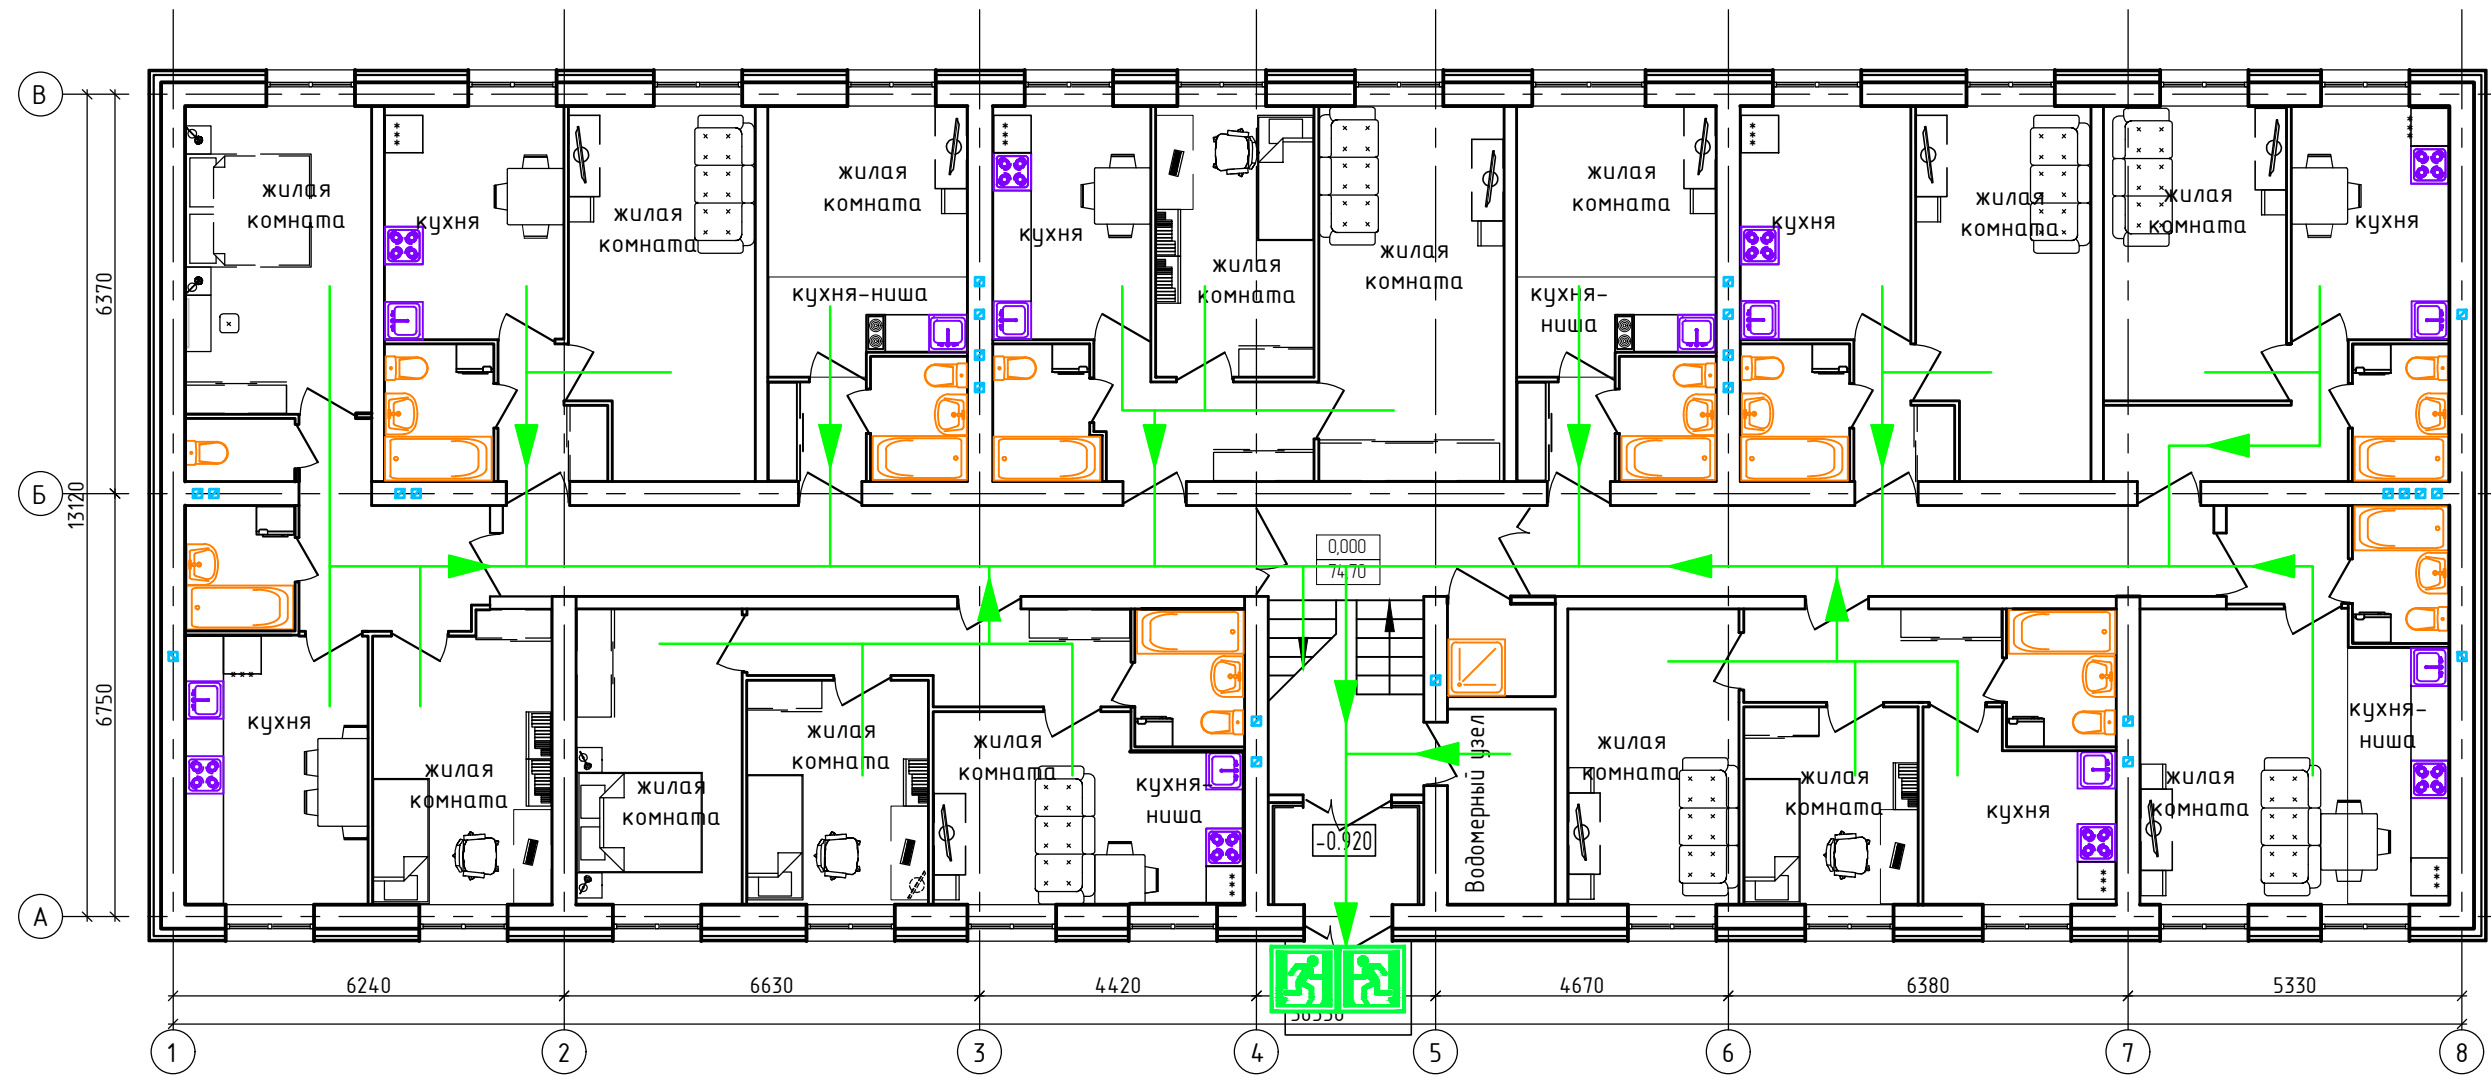 В
Б
А
6370
13120
6750
жилая
комната
кухня
жилая
комната
жилая
комната
кухня-ниша
кухня
жилая
комната
жилая
комната
жилая
комната
кухня-
ниша
кухня
жилая
комната
жилая
комната
кухня
0,000
74.70
кухня
жилая
комната
жилая
комната
жилая
комната
жилая
комната
кухня-
ниша
-0.920
Водомерный узел
жилая
комната
жилая
комната
кухня
жилая
комната
кухня-
ниша
6240
6630
4420
4670
6380
5330
1
2
3
4
5
6
7
8